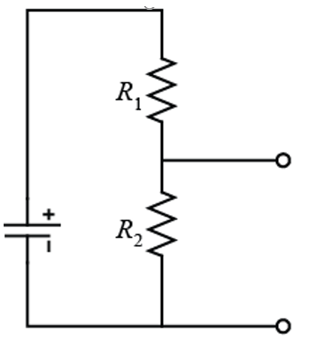 R₁
+
R₂
−